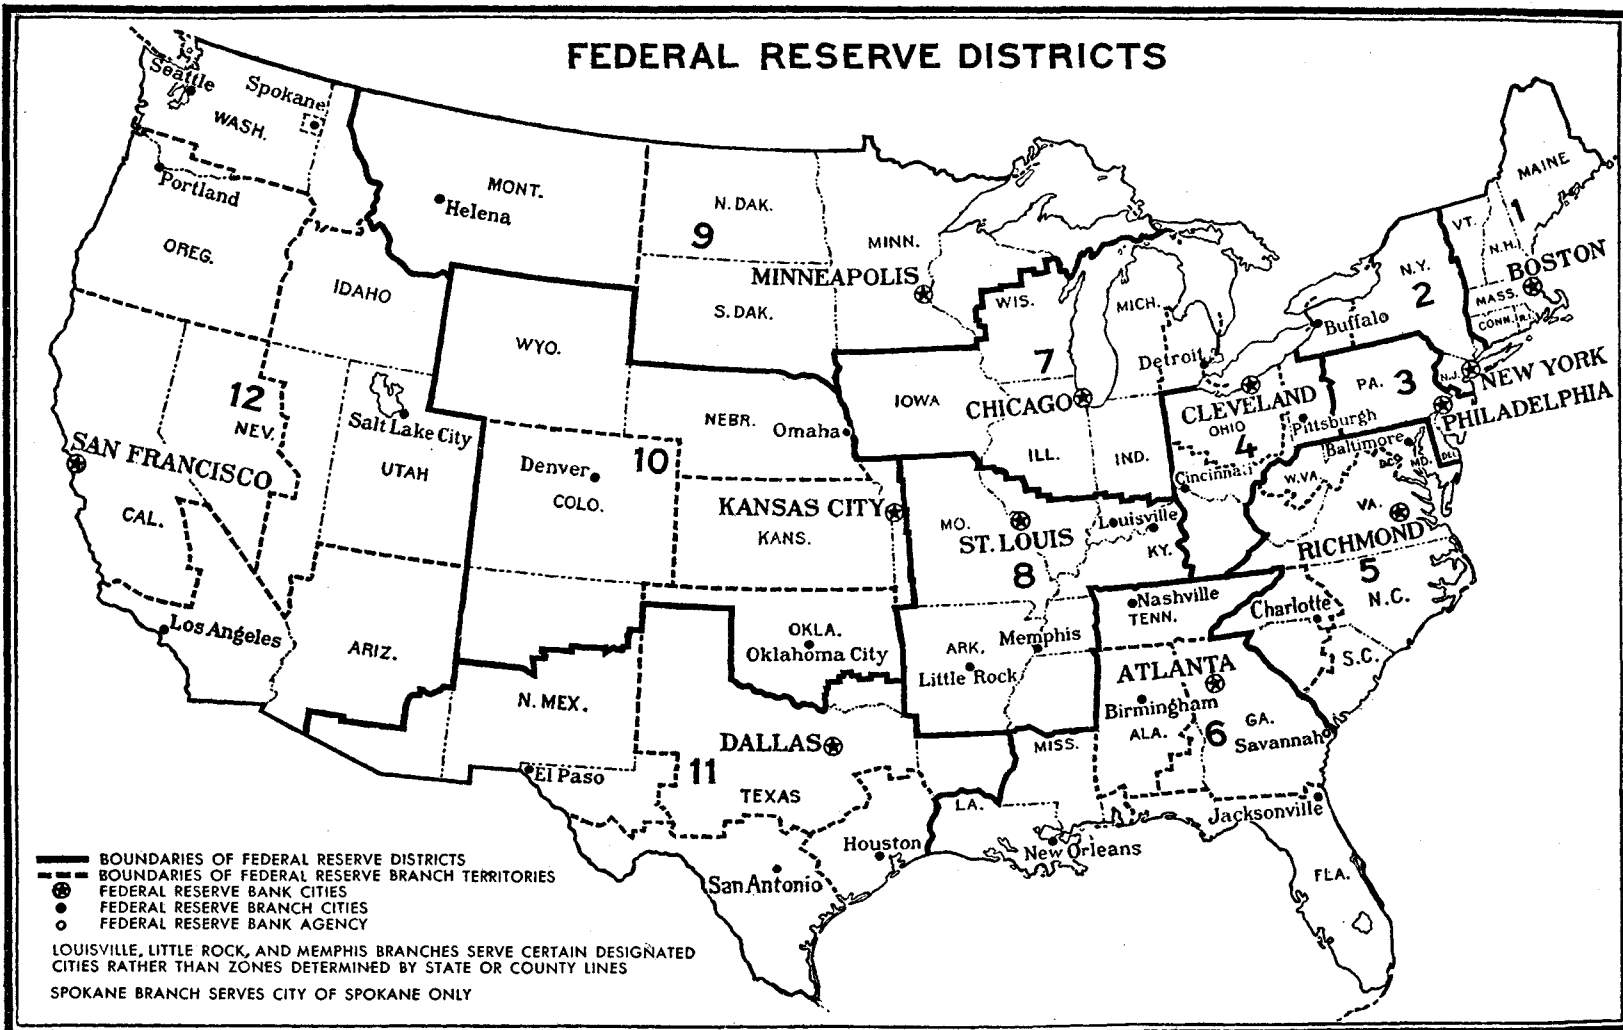 FEDERAL RESERVE DISTRICTS
Seattle
Spokane
WASH.
Portland
OREG.
IDAHO
MONT.
Helena
N. DAK.
9
MINN.
MINNEAPOLIS
S. DAK.
WYO.
WIS.
MICH.
7
Detroit
IOWA
CHICAGO
ILL.
IND.
MAINE
VT.
1
N.H.
BOSTON
MASS.
CONN.
R.I.
N.Y.
2
Buffalo
NEW YORK
N.J.
PA.
3
PHILADELPHIA
CLEVELAND
OHIO
4
Pittsburgh
Cincinnati
Baltimore
D.C.
MD.
DEL.
W.VA.
VA.
RICHMOND
5
N.C.
Charlotte
S.C.
12
NEV.
SAN FRANCISCO
CAL.
Los Angeles
Salt Lake City
UTAH
ARIZ.
NEBR.
Omaha
Denver
10
COLO.
KANSAS CITY
KANS.
OKLA.
Oklahoma City
MO.
ST. LOUIS
8
Louisville
KY.
Nashville
TENN.
ARK.
Memphis
Little Rock
ATLANTA
Birmingham
ALA.
6
GA.
Savannah
Jacksonville
FLA.
MISS.
LA.
New Orleans
N. MEX.
El Paso
DALLAS
11
TEXAS
Houston
San Antonio
BOUNDARIES OF FEDERAL RESERVE DISTRICTS
BOUNDARIES OF FEDERAL RESERVE BRANCH TERRITORIES
FEDERAL RESERVE BANK CITIES
FEDERAL RESERVE BRANCH CITIES
FEDERAL RESERVE BANK AGENCY
LOUISVILLE, LITTLE ROCK, AND MEMPHIS BRANCHES SERVE CERTAIN DESIGNATED
CITIES RATHER THAN ZONES DETERMINED BY STATE OR COUNTY LINES
SPOKANE BRANCH SERVES CITY OF SPOKANE ONLY